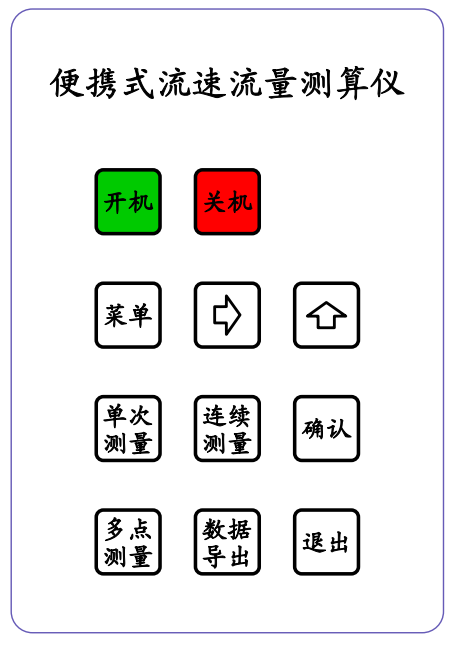 便携式流速流量测算仪
开机 关机
菜单
单次 连续
测量 测量 确认
多点 数据
测量 导出 退出